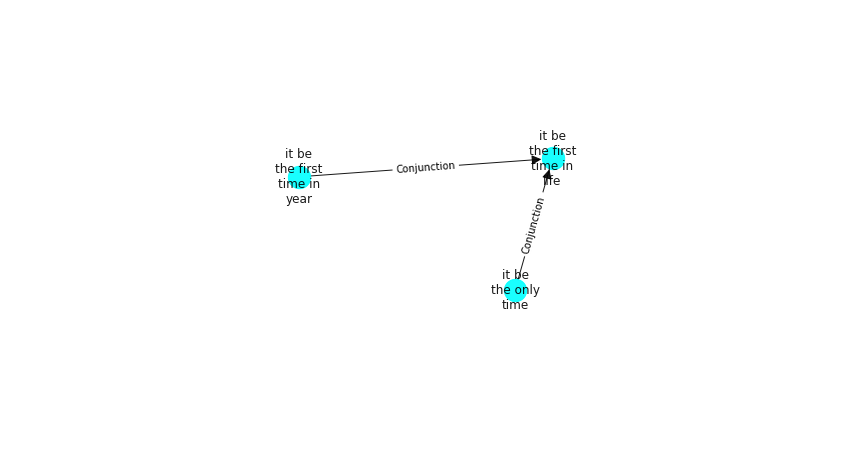 it be
the first
time in
life
it be
the first
time in
year
Conjunction
Conjunction
it be
the only
time